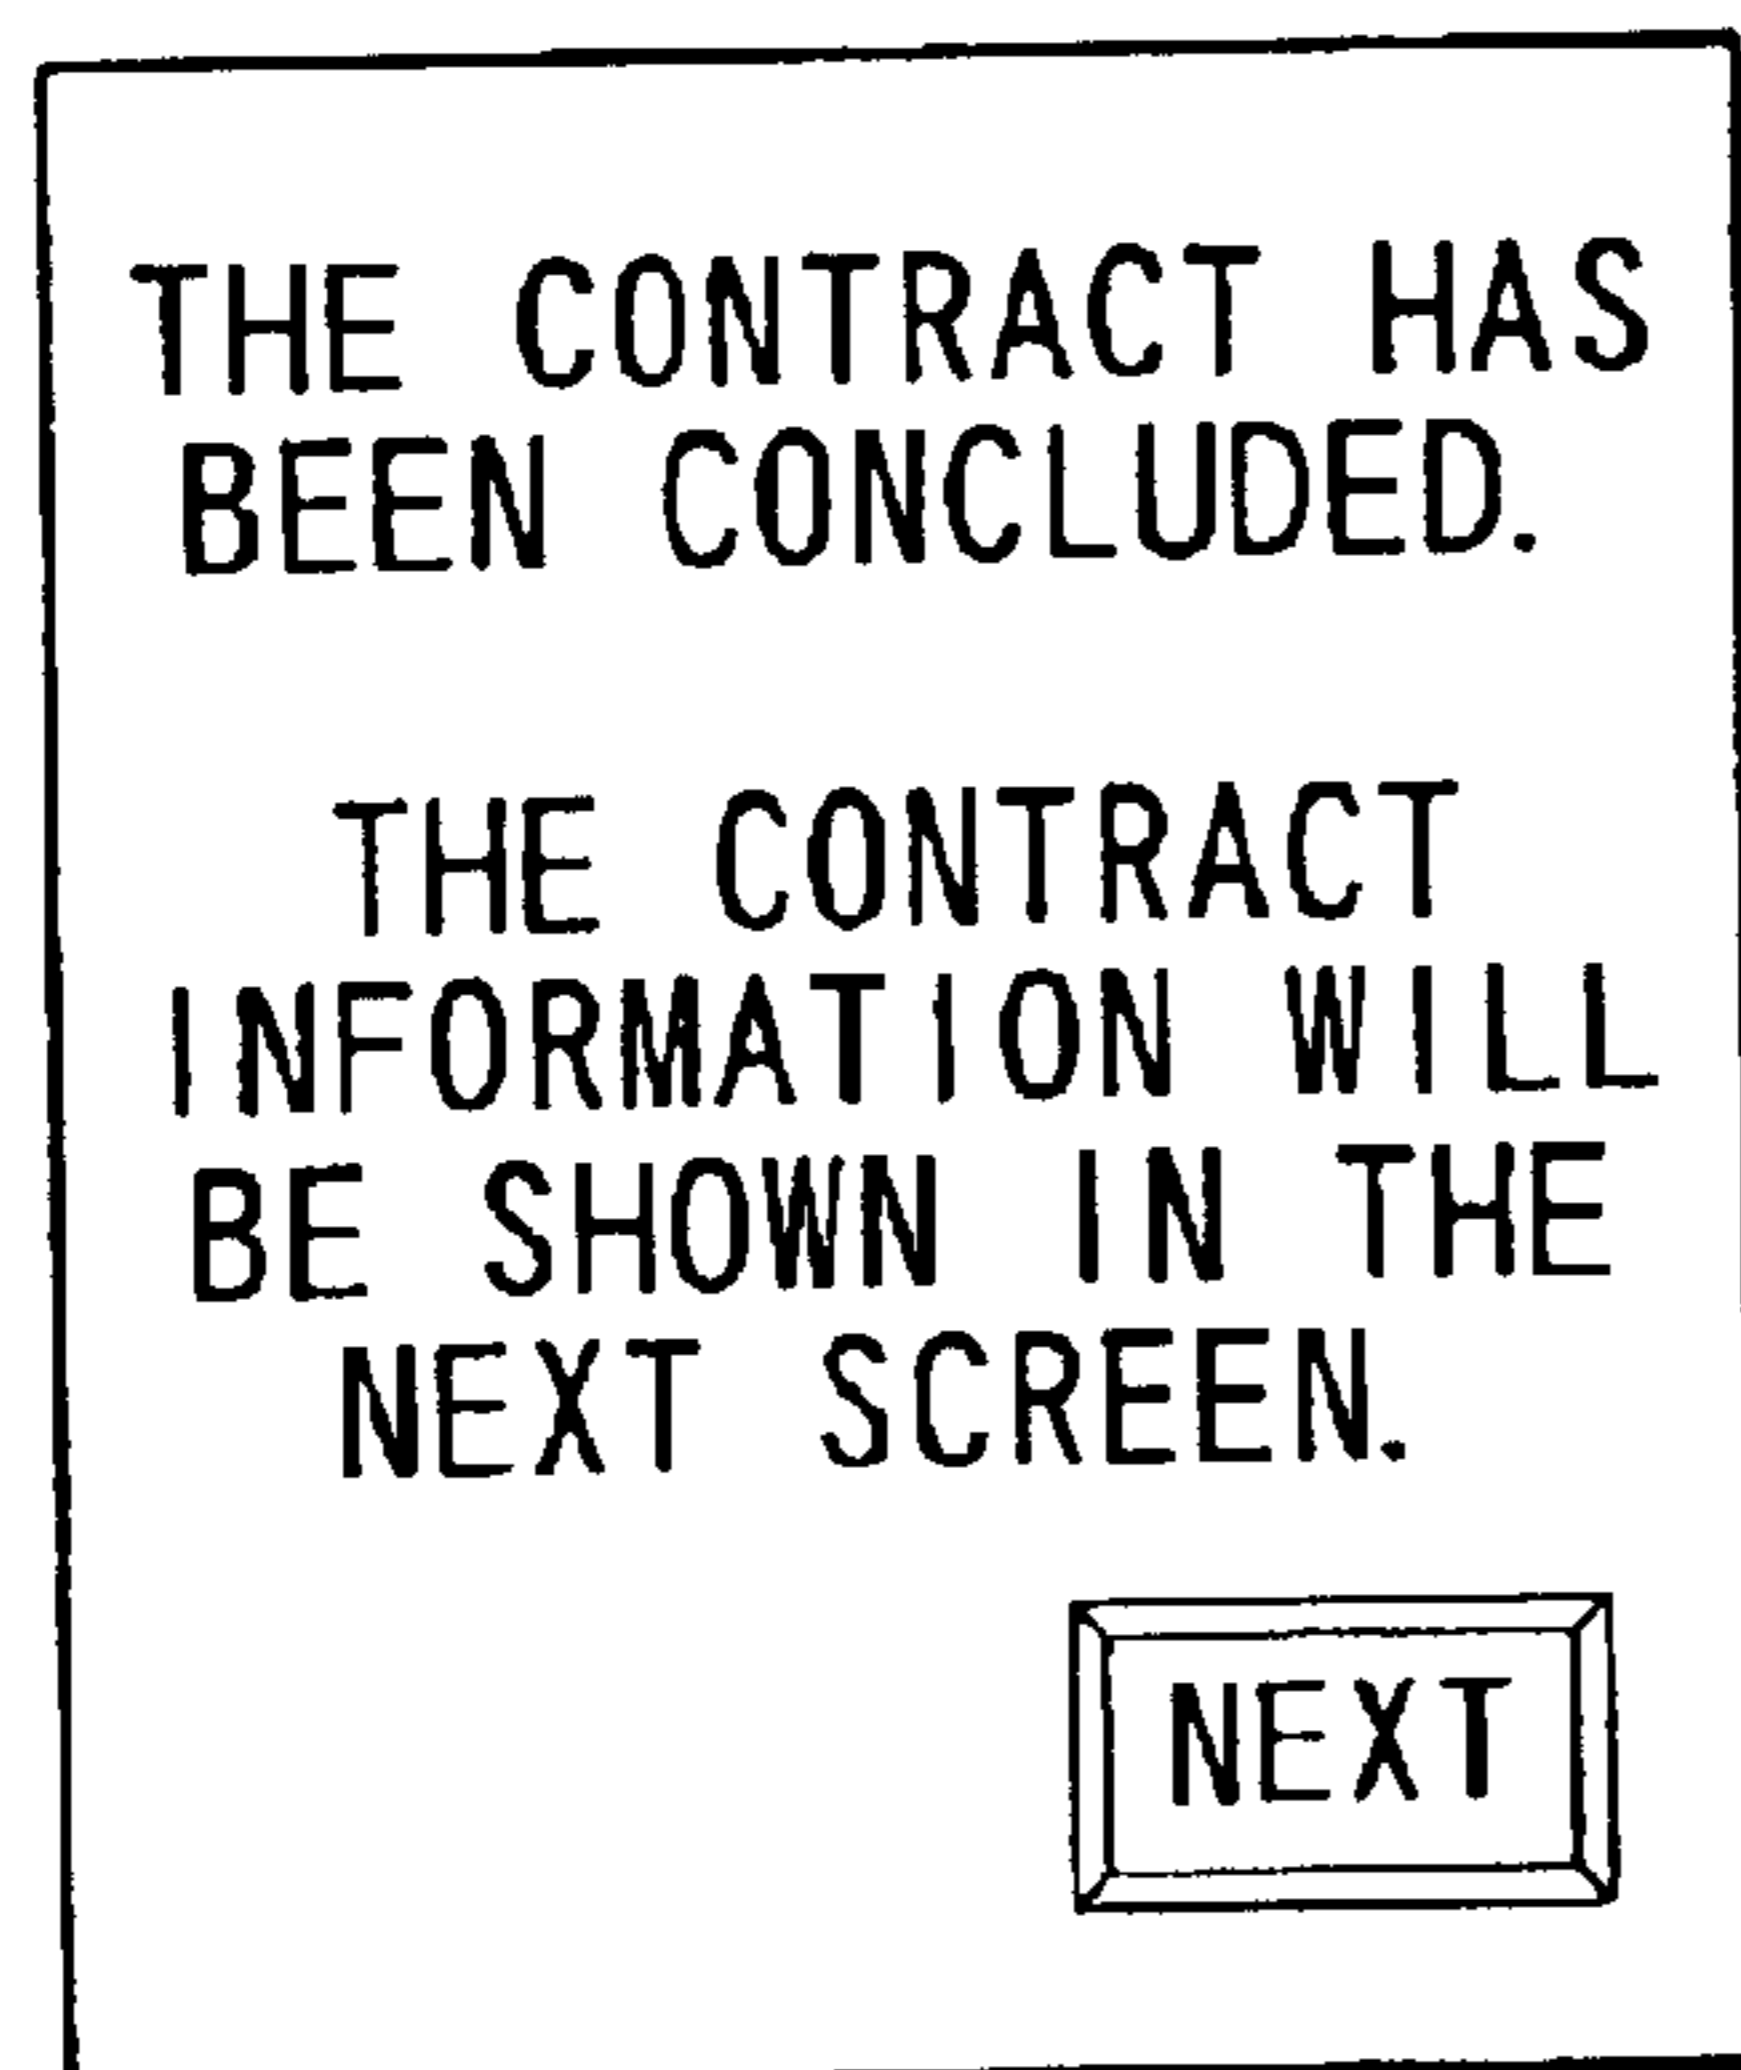 THE CONTRACT HAS
BEEN CONCLUDED.
THE CONTRACT
INFORMATION WILL
BE SHOWN IN THE
NEXT SCREEN.
NEXT